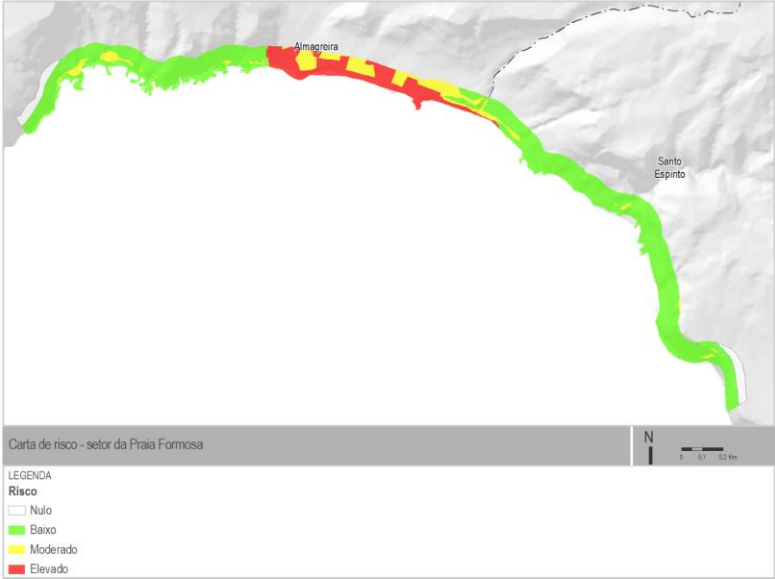 Almagreira
Santo
Espirito
Carta de risco - setor da Praia Formosa
N
0 0,1 0,2 Km
LEGENDA
Risco
Nulo
Baixo
Moderado
Elevado